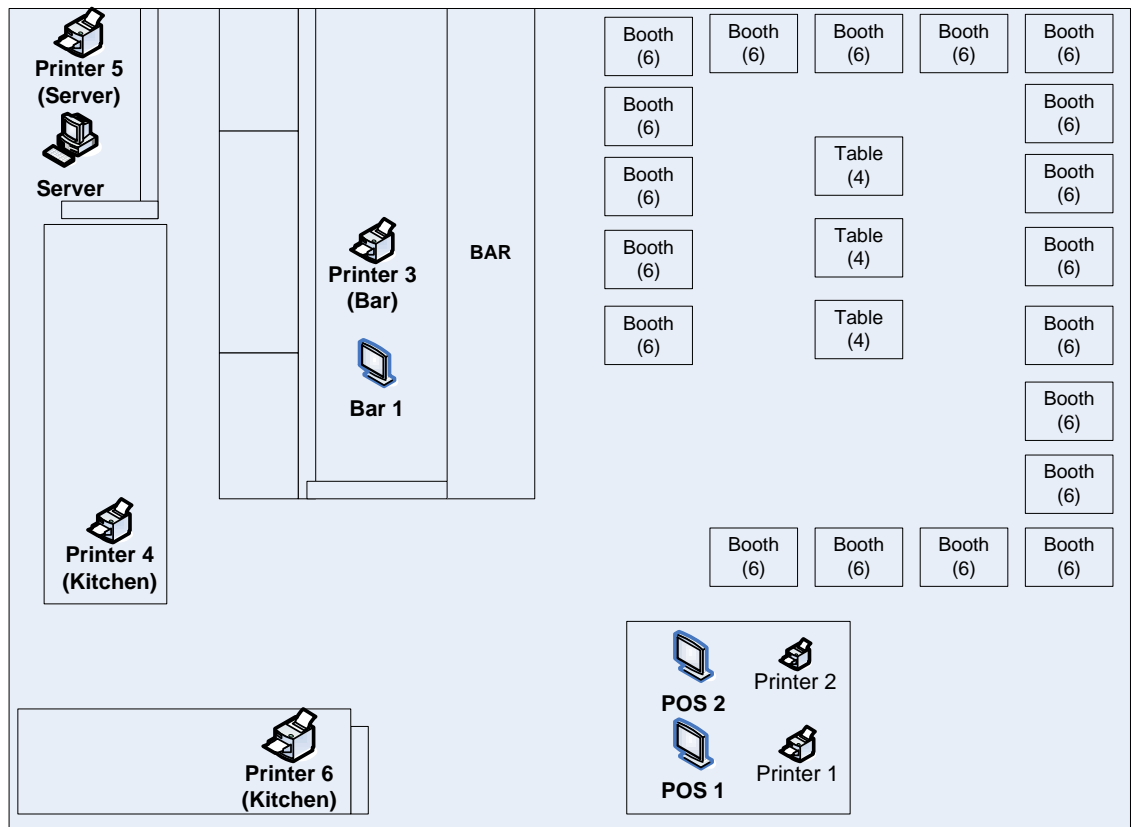 Printer 5
(Server)
Server
Printer 3
(Bar)
Bar 1
BAR
Printer 4
(Kitchen)
Printer 6
(Kitchen)
Booth
(6)
Booth
(6)
Booth
(6)
Booth
(6)
Booth
(6)
Booth
(6)
Booth
(6)
Booth
(6)
Table
(4)
Booth
(6)
Booth
(6)
Booth
(6)
Table
(4)
Booth
(6)
Booth
(6)
Table
(4)
Booth
(6)
Booth
(6)
Booth
(6)
Booth
(6)
Booth
(6)
Booth
(6)
Booth
(6)
POS 2
Printer 2
POS 1
Printer 1